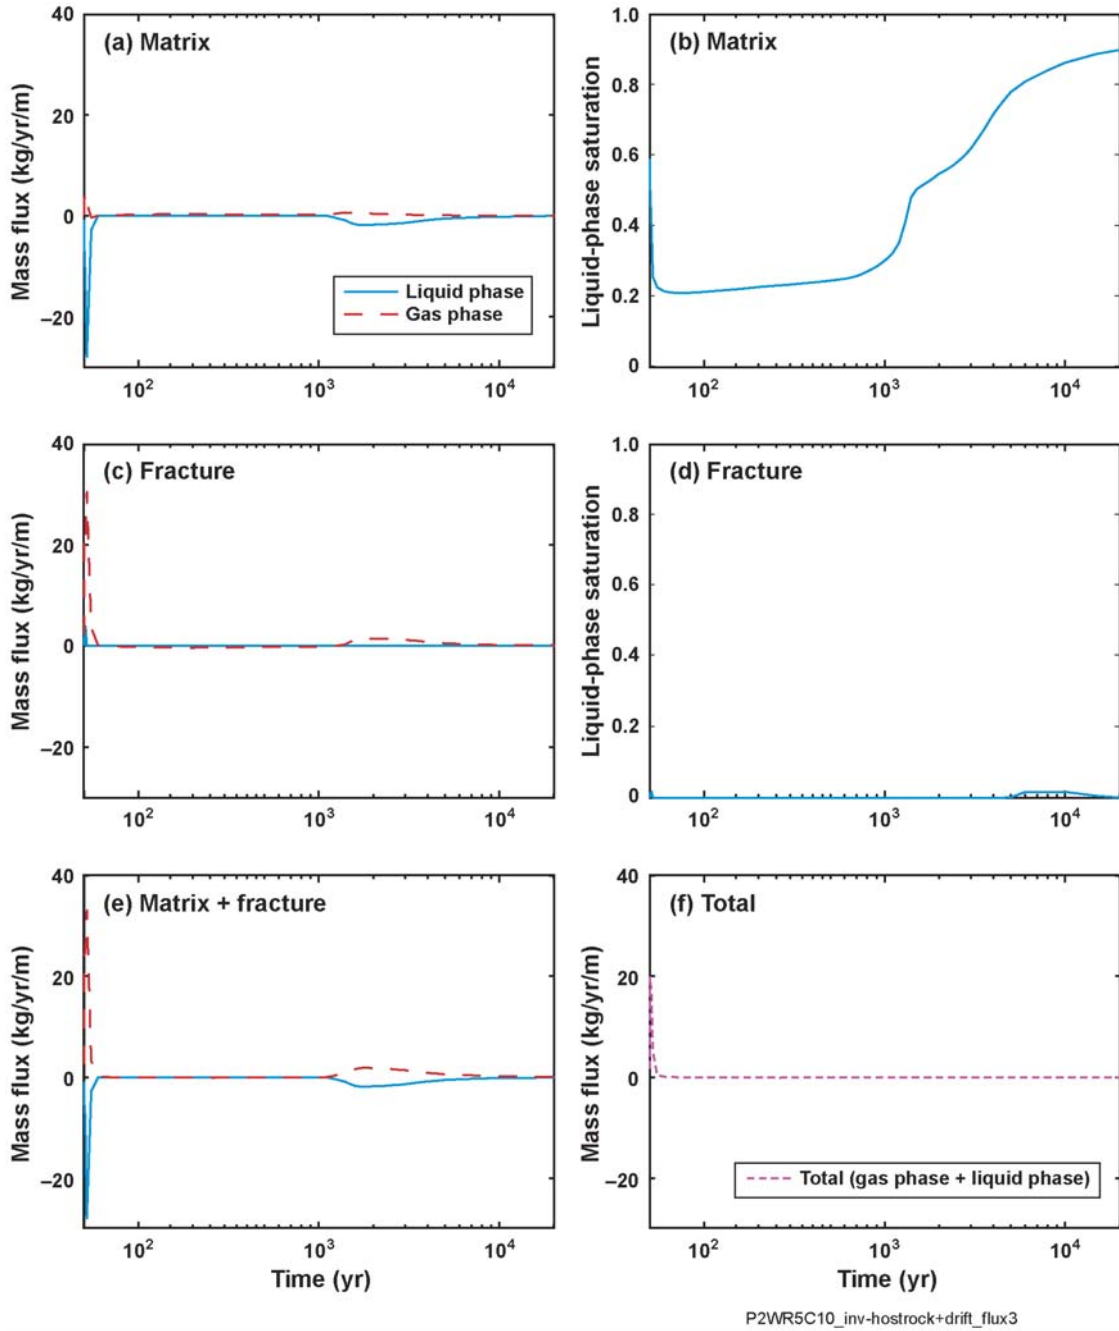 (a) Matrix
Mass flux (kg/yr/m)
40
20
0
–20
Liquid phase
Gas phase
10²
10³
10⁴
(b) Matrix
Liquid-phase saturation
1.0
0.8
0.6
0.4
0.2
0
10²
10³
10⁴
(c) Fracture
Mass flux (kg/yr/m)
40
20
0
–20
10²
10³
10⁴
(d) Fracture
Liquid-phase saturation
1.0
0.8
0.6
0.4
0.2
0
10²
10³
10⁴
(e) Matrix + fracture
Mass flux (kg/yr/m)
40
20
0
–20
10²
10³
10⁴
Time (yr)
(f) Total
Mass flux (kg/yr/m)
40
20
0
–20
Total (gas phase + liquid phase)
10²
10³
10⁴
Time (yr)
P2WR5C10_inv-hostrock+drift_flux3